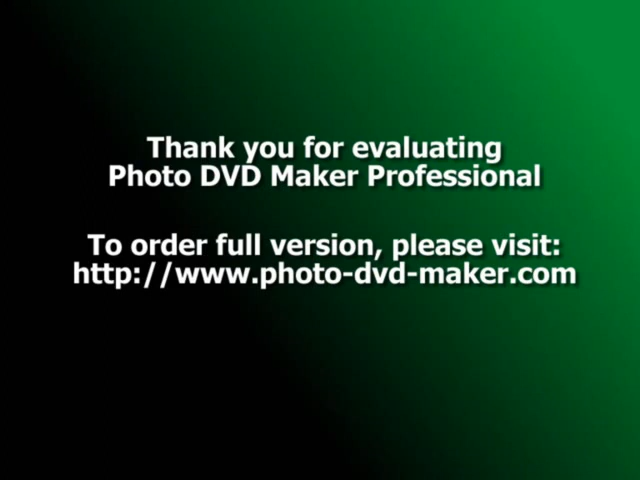 Thank you for evaluating
Photo DVD Maker Professional
To order full version, please visit:
http://www.photo-dvd-maker.com